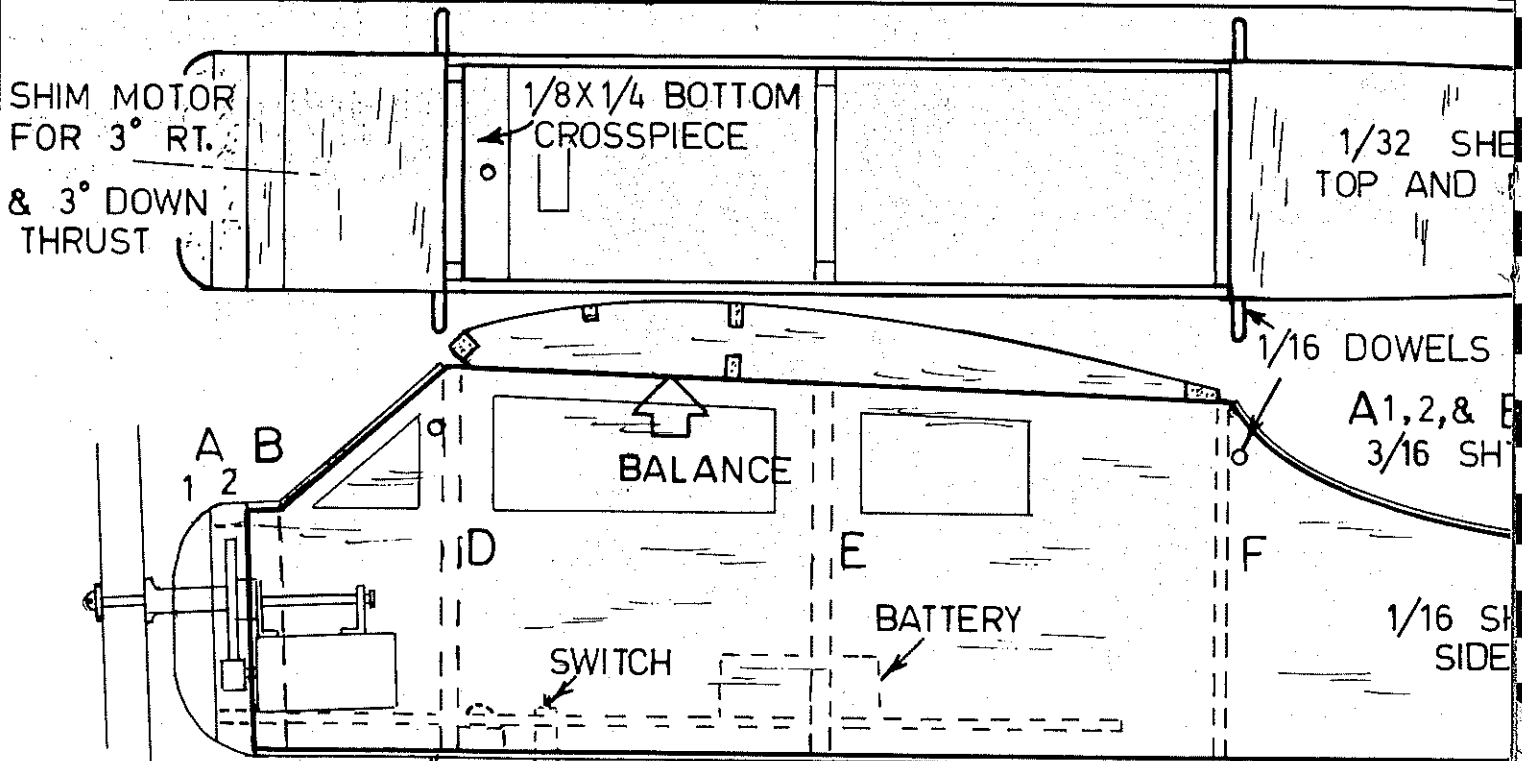 SHIM MOTOR
FOR 3° RT.
& 3° DOWN
THRUST
1/8X1/4 BOTTOM
CROSSPIECE
1/32
TOP AND
1/16 DOWELS
A1,2,&
3/16
BALANCE
A B
1 2
D
E
F
SWITCH
BATTERY
1/16